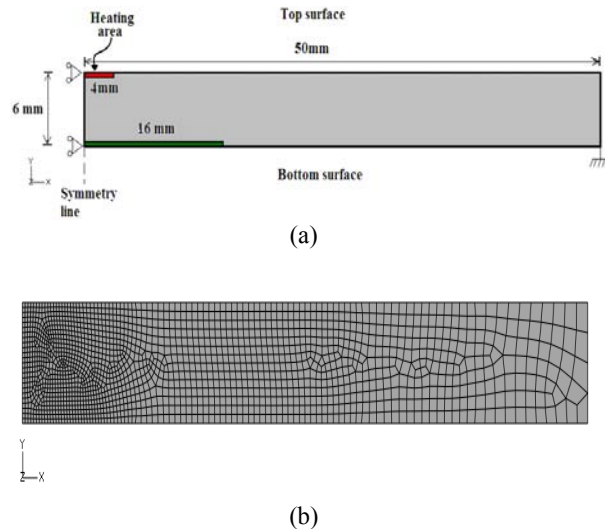 Top surface
Heating
area
50mm
4mm
6 mm
16 mm
Y
Z X
Symmetry
line
Bottom surface
(a)
Y
Z X
(b)